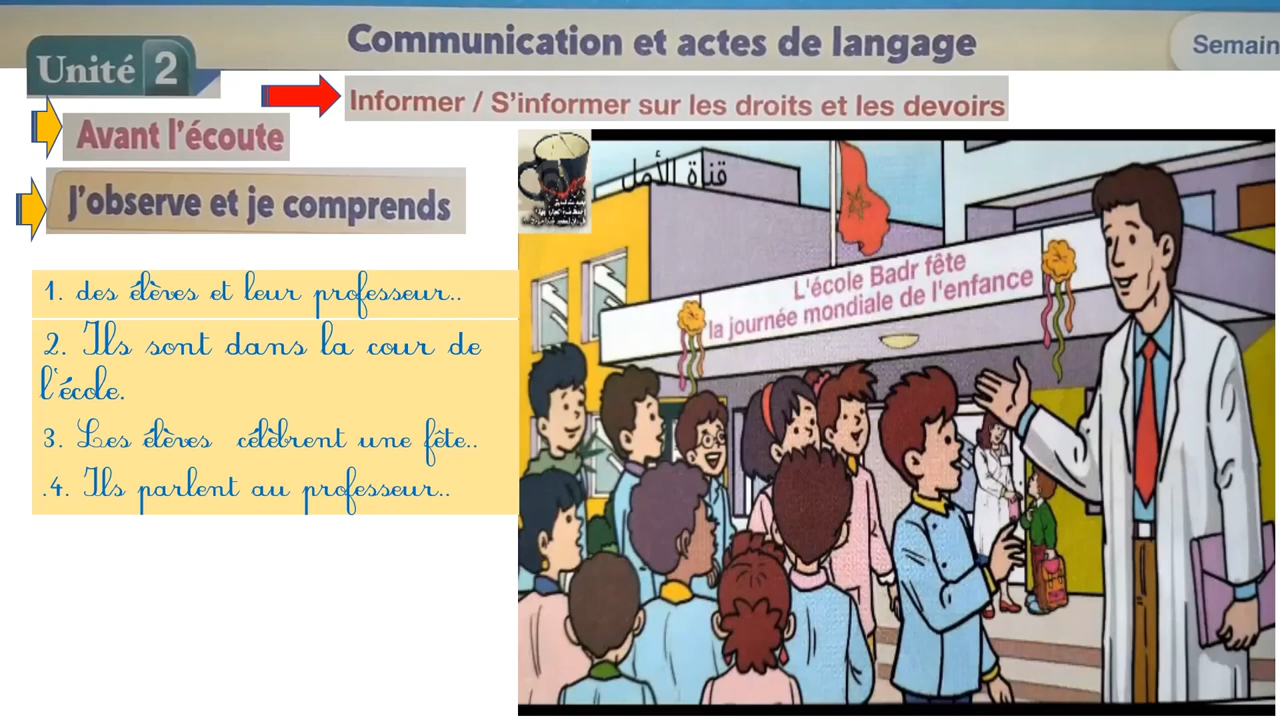 Communication et actes de langage
Semain
Unité 2
Informer / S'informer sur les droits et les devoirs
Avant l'écoute
J'observe et je comprends
قناة الأمل
L'école Badr fête
la journée mondiale de l'enfance
1. des élèves et leur professeur..
2. Ils sont dans la cour de
l'école.
3. Les élèves célèbrent une fête..
.4. Ils parlent au professeur..